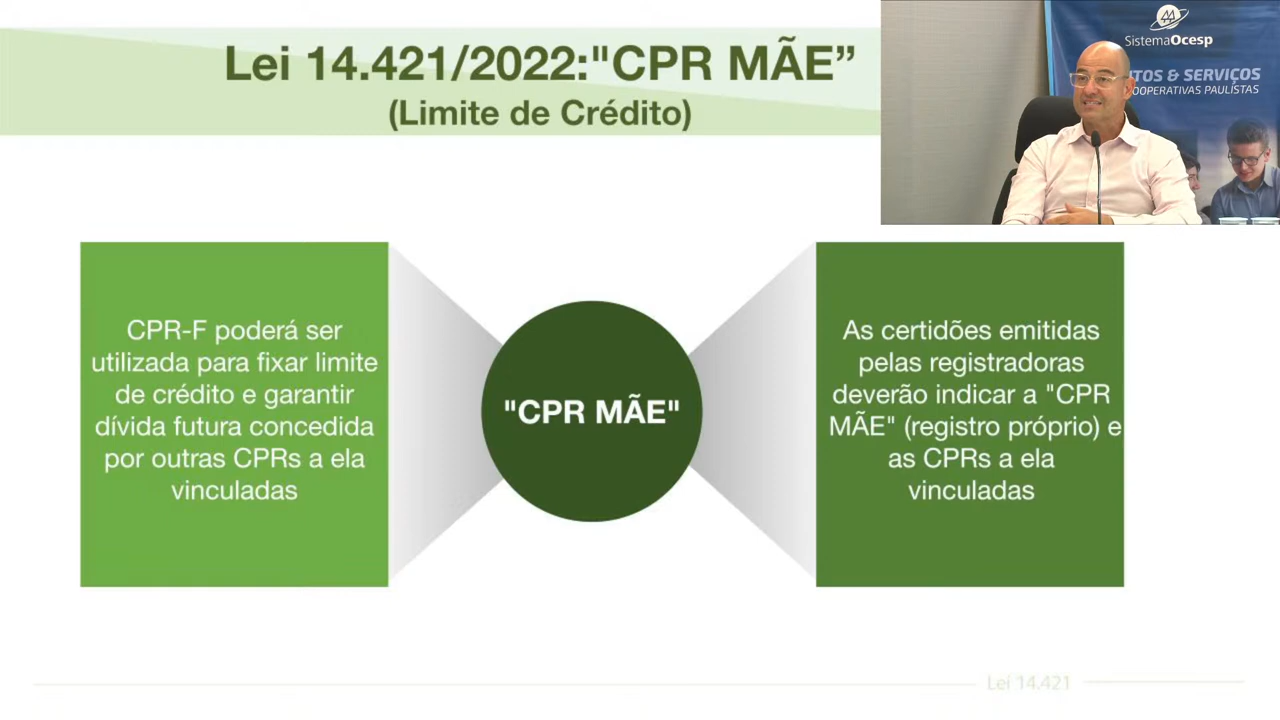 Lei 14.421/2022:"CPR MÃE”
(Limite de Crédito)
SistemaOcesp
TOS & SERVIÇOS
COOPERATIVAS PAULISTAS
CPR-F poderá ser
utilizada para fixar limite
de crédito e garantir
dívida futura concedida
por outras CPRs a ela
vinculadas
"CPR MÃE"
As certidões emitidas
pelas registradoras
deverão indicar a "CPR
MÃE" (registro próprio) e
as CPRs a ela
vinculadas
Lei 14.421